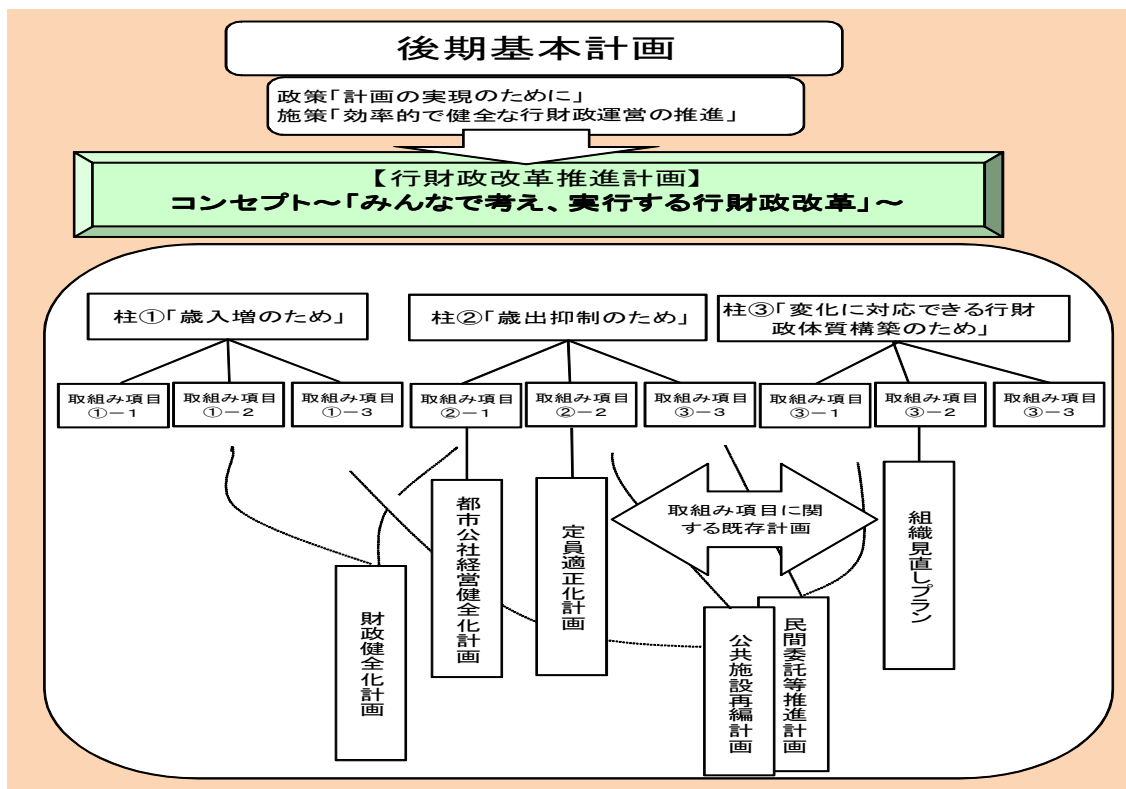 後期基本計画
政策「計画の実現のために」
施策「効率的で健全な行財政運営の推進」
【行財政改革推進計画】
コンセプト～「みんなで考え、実行する行財政改革」～
柱①「歳入増のため」
柱②「歳出抑制のため」
柱③「変化に対応できる行財
政体質構築のため」
取組み項目
①－1
取組み項目
①－2
取組み項目
①－3
取組み項目
②－1
取組み項目
②－2
取組み項目
③－3
取組み項目
③－1
取組み項目
③－2
取組み項目
③－3
取組み項目に関
する既存計画
財政健全化計画
都市公社経営健全化計画
定員適正化計画
公共施設再編計画
民間委託等推進計画
組織見直しプラン